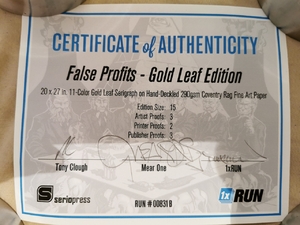 CERTIFICATE of AUTHENTICITY
False Profits - Gold Leaf Edition
20 x 27 in. 11-Color Gold Leaf Serigraph on Hand-Deckled 290gsm Coventry Rag Fine Art Paper
Edition Size: 15
Artist Proofs: 3
Printer Proofs: 2
Publisher Proofs: 3
Tony Clough
Mear One
1xRUN
S seriopress
RUN # 00831B
1x RUN